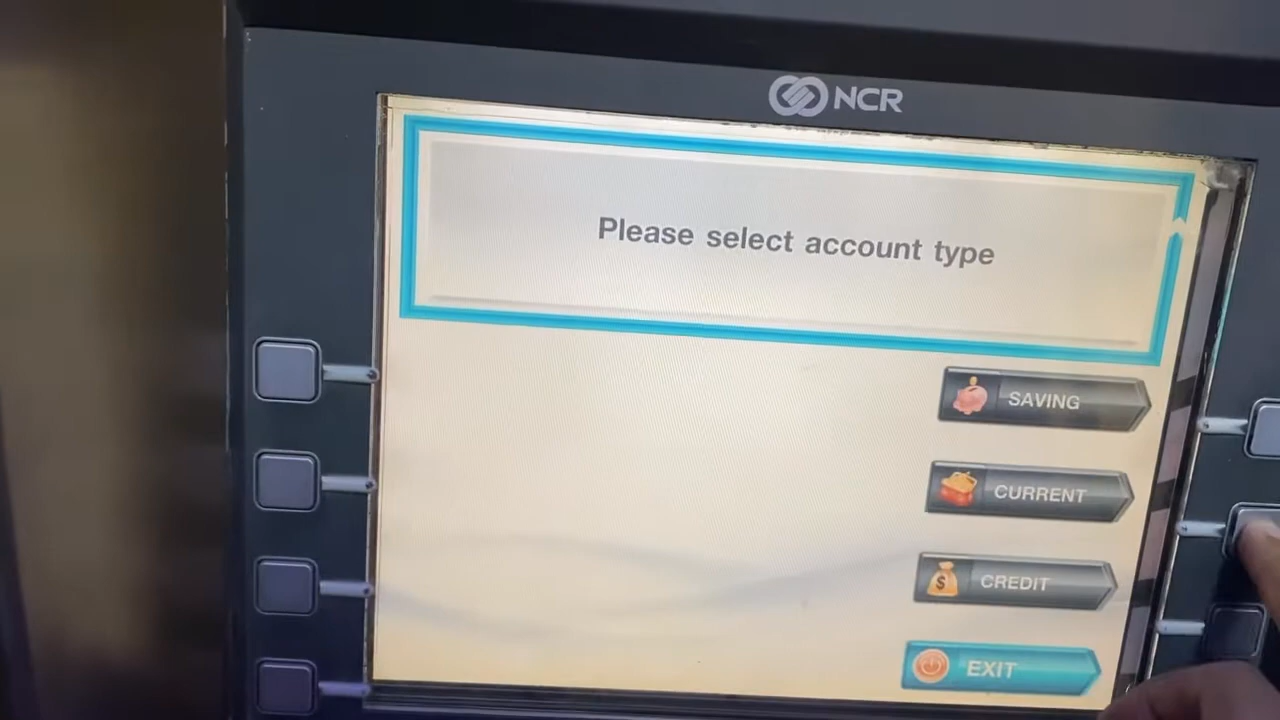 NCR
Please select account type
SAVING
CURRENT
CREDIT
EXIT